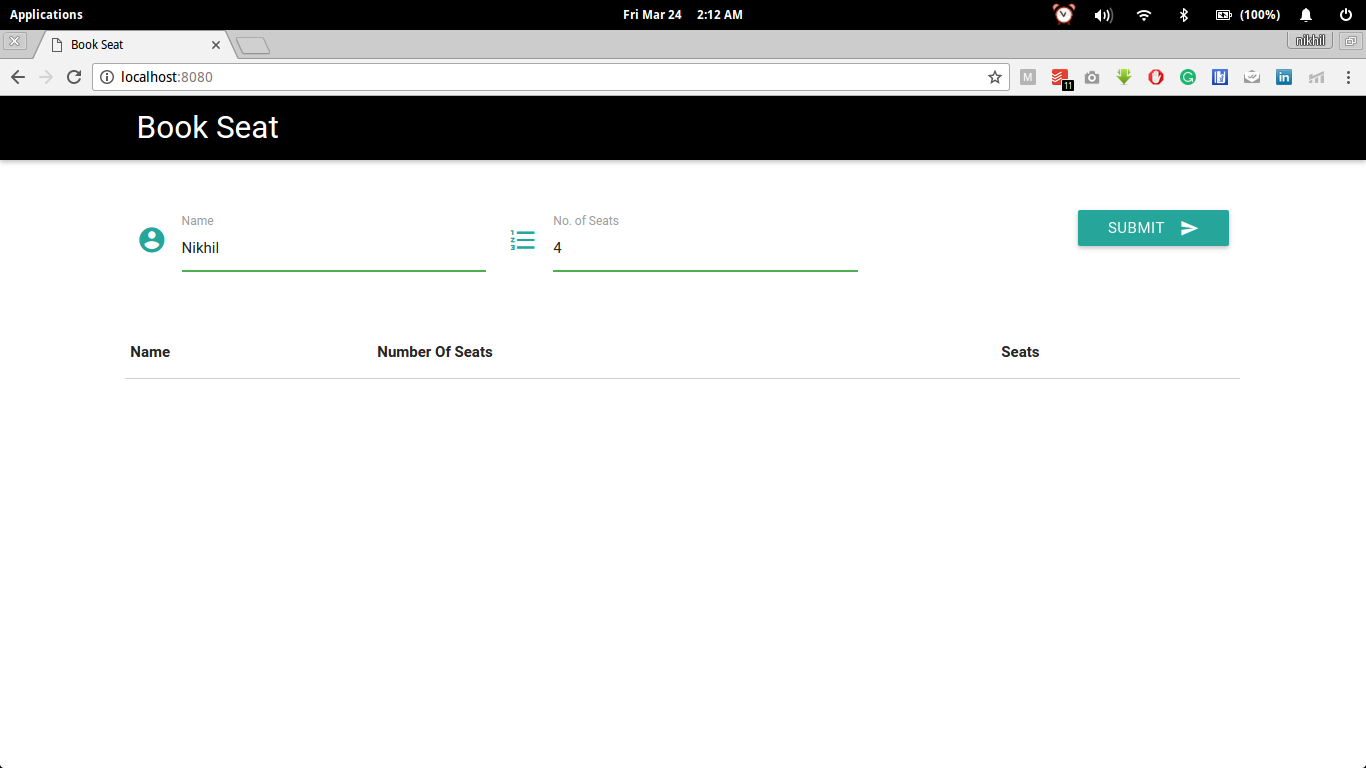 Applications Fri Mar 24 2:12 AM (100%)
Book Seat nikhil
localhost:8080 M 11 G in
Book Seat
Name No. of Seats
Nikhil 4 SUBMIT
Name Number Of Seats Seats